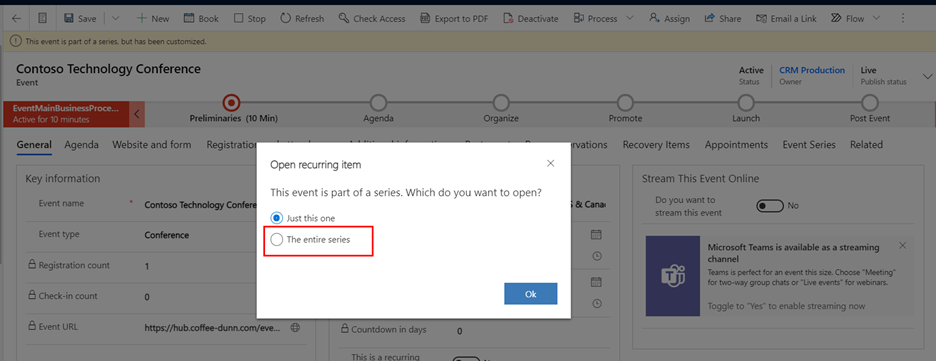 Save New Book Stop Refresh Check Access Export to PDF Deactivate Process Assign Share Email a Link Flow
This event is part of a series. but has been customized.
Contoso Technology Conference
Event
Active
Status
CRM Production
Owner
Live
Publish status
EventMainBusinessProce...
Active for 10 minutes
Preliminaries (10 Min) Agenda Organize Promote Launch Post Event
General Agenda Website and form Registration Recovery Items Appointments Event Series Related
Key information
Event name * Contoso Technology Confere
Event type Conference
Registration count 1
Check-in count 0
Event URL https://hub.coffee-dunn.com/eve...
Open recurring item
This event is part of a series. Which do you want to open?
Just this one
The entire series
Ok
S & Canad
Countdown in days 0
This is a recurring
Stream This Event Online
Do you want to
stream this event
No
Microsoft Teams is available as a streaming
channel
Teams is perfect for an event this size. Choose "Meeting"
for two-way group chats or "Live events" for webinars.
Toggle to "Yes" to enable streaming now